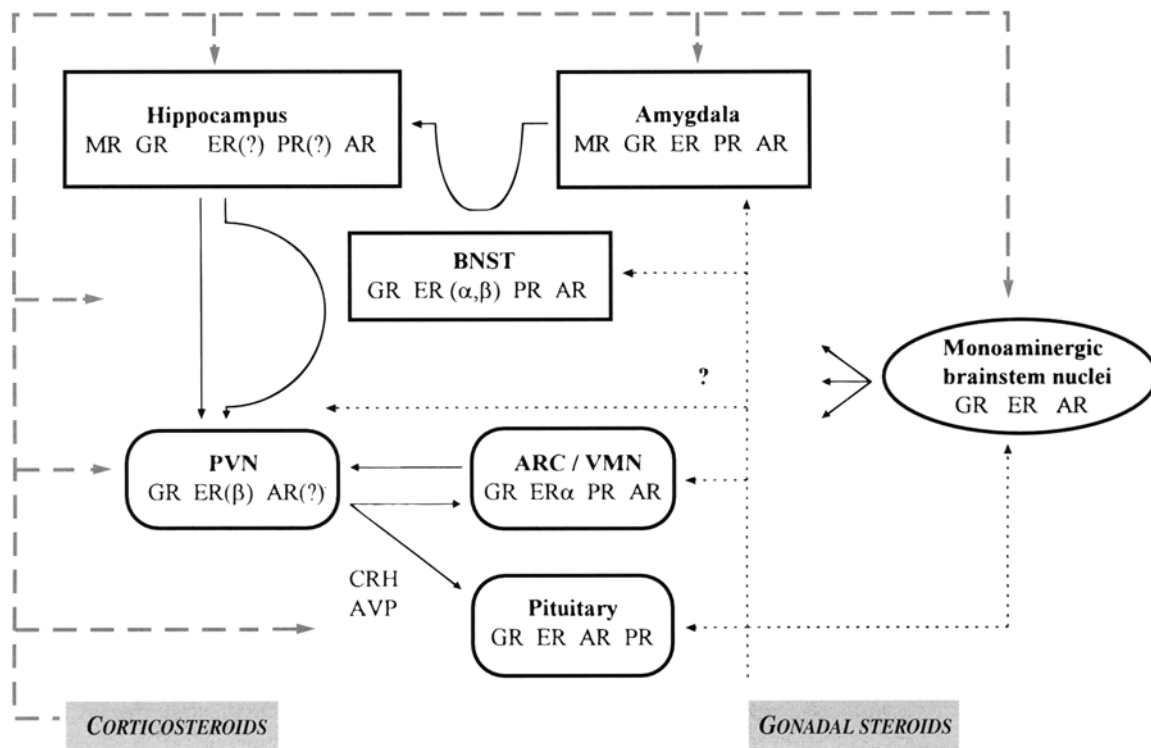 Hippocampus
MR GR ER(?) PR(?) AR
Amygdala
MR GR ER PR AR
BNST
GR ER (α,β) PR AR
Monoaminergic
brainstem nuclei
GR ER AR
?
PVN
GR ER(β) AR(?)
ARC / VMN
GR ERα PR AR
CRH
AVP
Pituitary
GR ER AR PR
CORTICOSTEROIDS
GONADAL STEROIDS